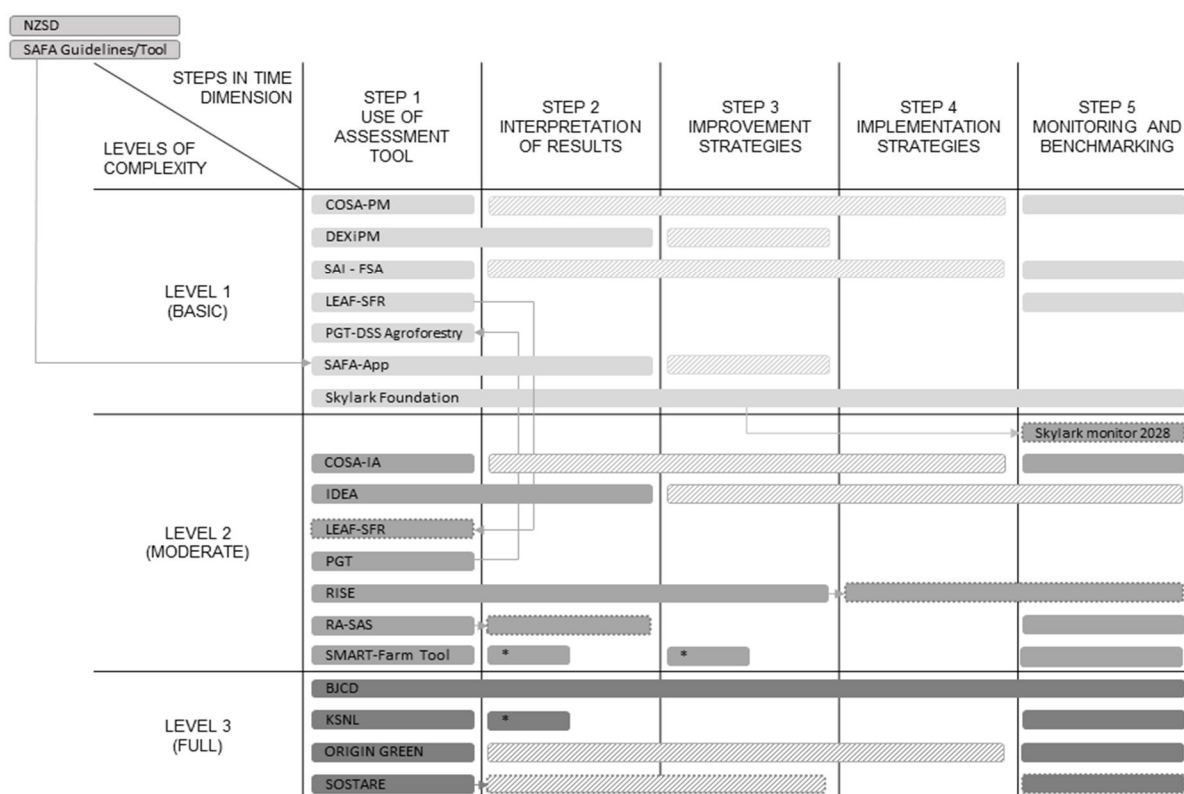 NZSD
SAFA Guidelines/Tool
STEPS IN TIME
DIMENSION
LEVELS OF
COMPLEXITY
STEP 1
USE OF
ASSESSMENT
TOOL
STEP 2
INTERPRETATION
OF RESULTS
STEP 3
IMPROVEMENT
STRATEGIES
STEP 4
IMPLEMENTATION
STRATEGIES
STEP 5
MONITORING AND
BENCHMARKING
LEVEL 1
(BASIC)
COSA-PM
DEXiPM
SAI - FSA
LEAF-SFR
PGT-DSS Agroforestry
SAFA-App
Skylark Foundation
LEVEL 2
(MODERATE)
Skylark monitor 2028
COSA-IA
IDEA
LEAF-SFR
PGT
RISE
RA-SAS
SMART-Farm Tool * *
LEVEL 3
(FULL)
BJCD
KSNL *
ORIGIN GREEN
SOSTARE